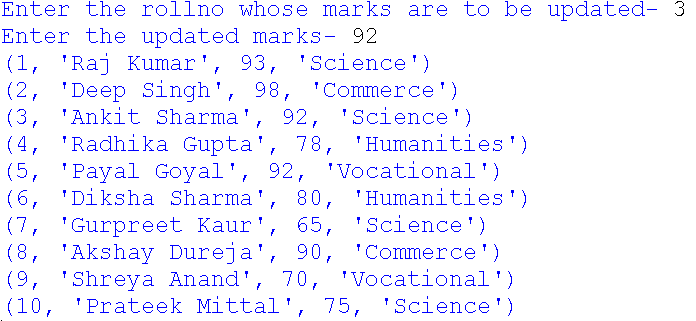 Enter the rollno whose marks are to be updated- 3
Enter the updated marks- 92
(1, 'Raj Kumar', 93, 'Science')
(2, 'Deep Singh', 98, 'Commerce')
(3, 'Ankit Sharma', 92, 'Science')
(4, 'Radhika Gupta', 78, 'Humanities')
(5, 'Payal Goyal', 92, 'Vocational')
(6, 'Diksha Sharma', 80, 'Humanities')
(7, 'Gurpreet Kaur', 65, 'Science')
(8, 'Akshay Dureja', 90, 'Commerce')
(9, 'Shreya Anand', 70, 'Vocational')
(10, 'Prateek Mittal', 75, 'Science')